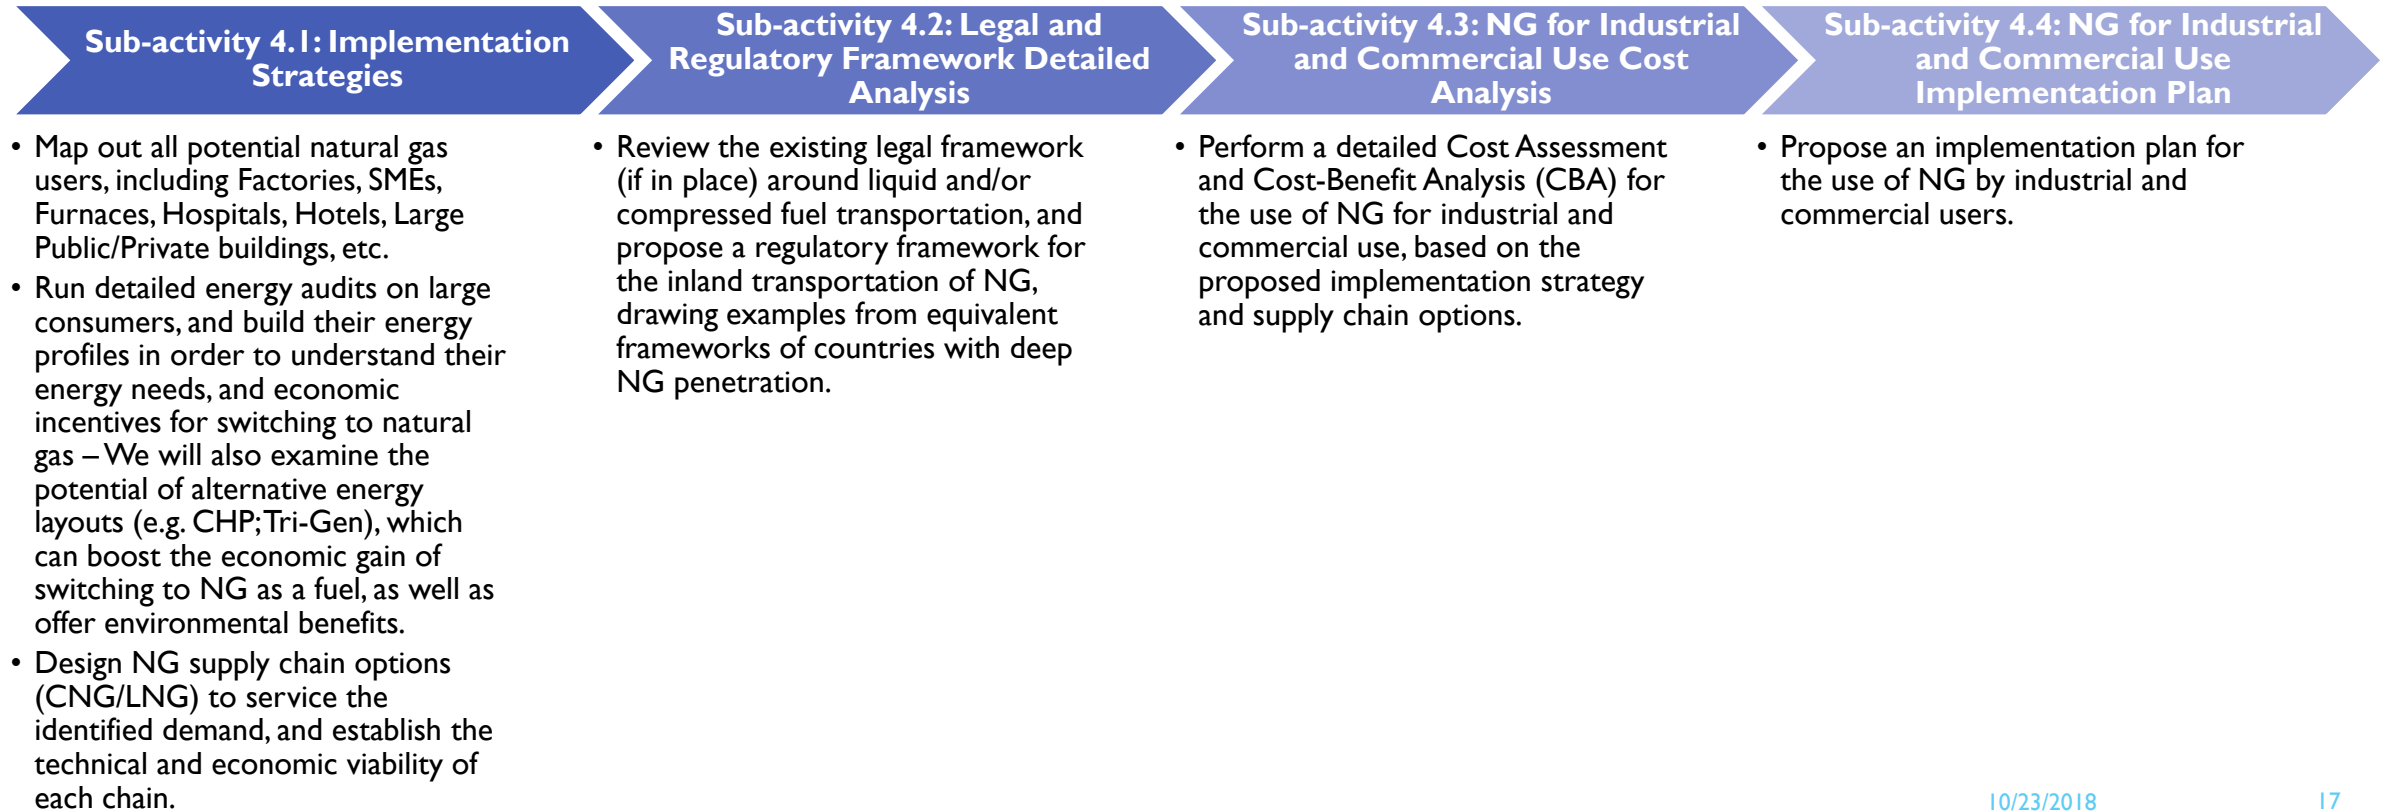 Sub-activity 4.1: Implementation
Strategies
• Map out all potential natural gas
users, including Factories, SMEs,
Furnaces, Hospitals, Hotels, Large
Public/Private buildings, etc.
• Run detailed energy audits on large
consumers, and build their energy
profiles in order to understand their
energy needs, and economic
incentives for switching to natural
gas – We will also examine the
potential of alternative energy
layouts (e.g. CHP; Tri-Gen), which
can boost the economic gain of
switching to NG as a fuel, as well as
offer environmental benefits.
• Design NG supply chain options
(CNG/LNG) to service the
identified demand, and establish the
technical and economic viability of
each chain.
Sub-activity 4.2: Legal and
Regulatory Framework Detailed
Analysis
• Review the existing legal framework
(if in place) around liquid and/or
compressed fuel transportation, and
propose a regulatory framework for
the inland transportation of NG,
drawing examples from equivalent
frameworks of countries with deep
NG penetration.
Sub-activity 4.3: NG for Industrial
and Commercial Use Cost
Analysis
• Perform a detailed Cost Assessment
and Cost-Benefit Analysis (CBA) for
the use of NG for industrial and
commercial use, based on the
proposed implementation strategy
and supply chain options.
Sub-activity 4.4: NG for Industrial
and Commercial Use
Implementation Plan
• Propose an implementation plan for
the use of NG by industrial and
commercial users.
10/23/2018
17